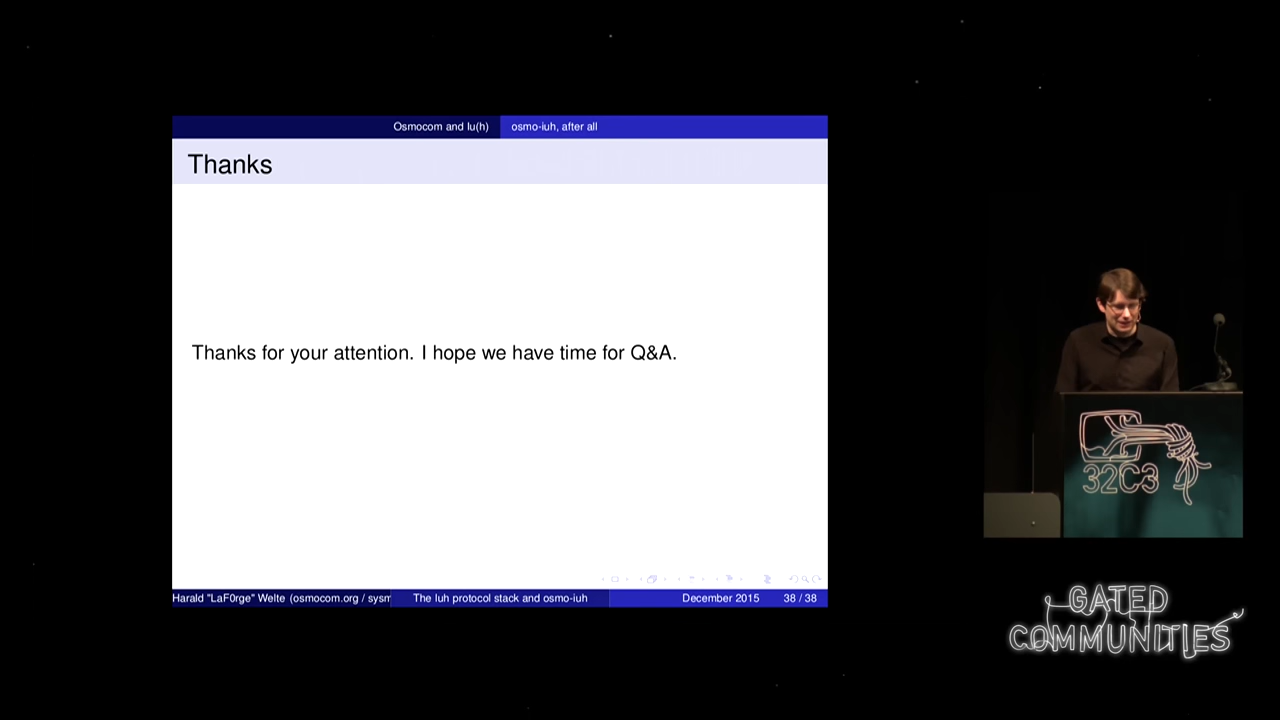 Osmocom and Iu(h) osmo-iuh, after all
Thanks
Thanks for your attention. I hope we have time for Q&A.
Harald "LaF0rge" Welte (osmocom.org / sysm The Iuh protocol stack and osmo-iuh December 2015 38 / 38
32C3
GATED
COMMUNITIES